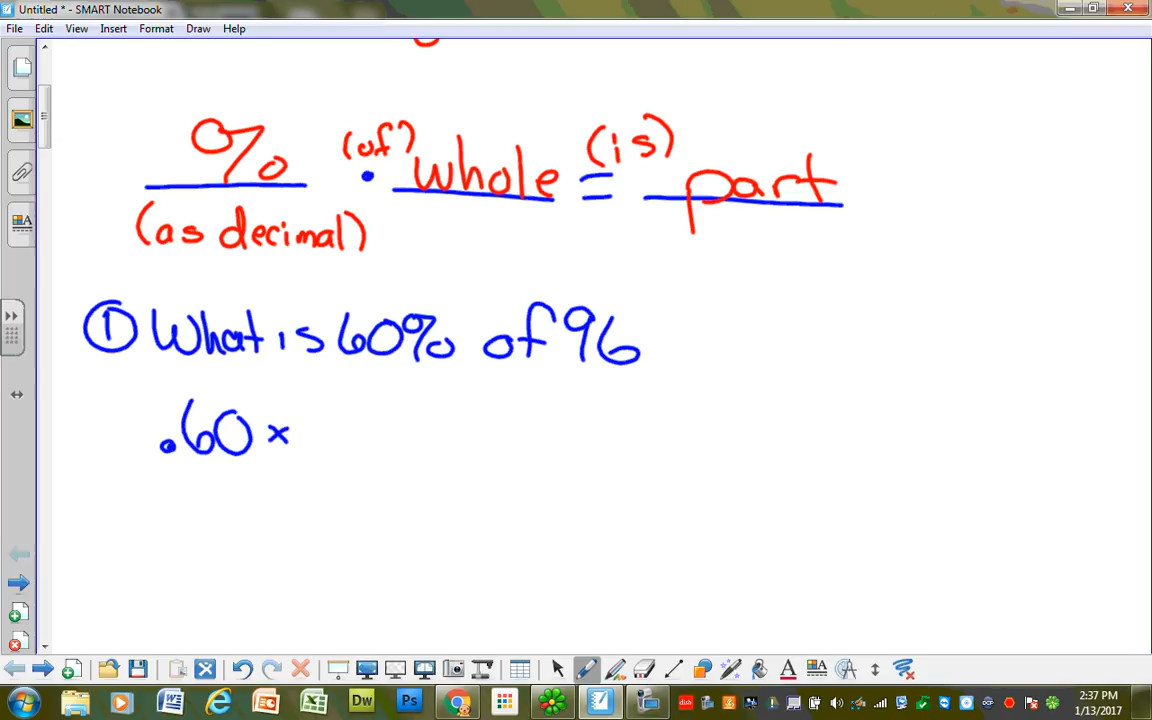 Untitled * - SMART Notebook
File Edit View Insert Format Draw Help
% (of) (is)
· whole = part
(as decimal)
① What is 60% of 96
.60 ×
2:37 PM
1/13/2017